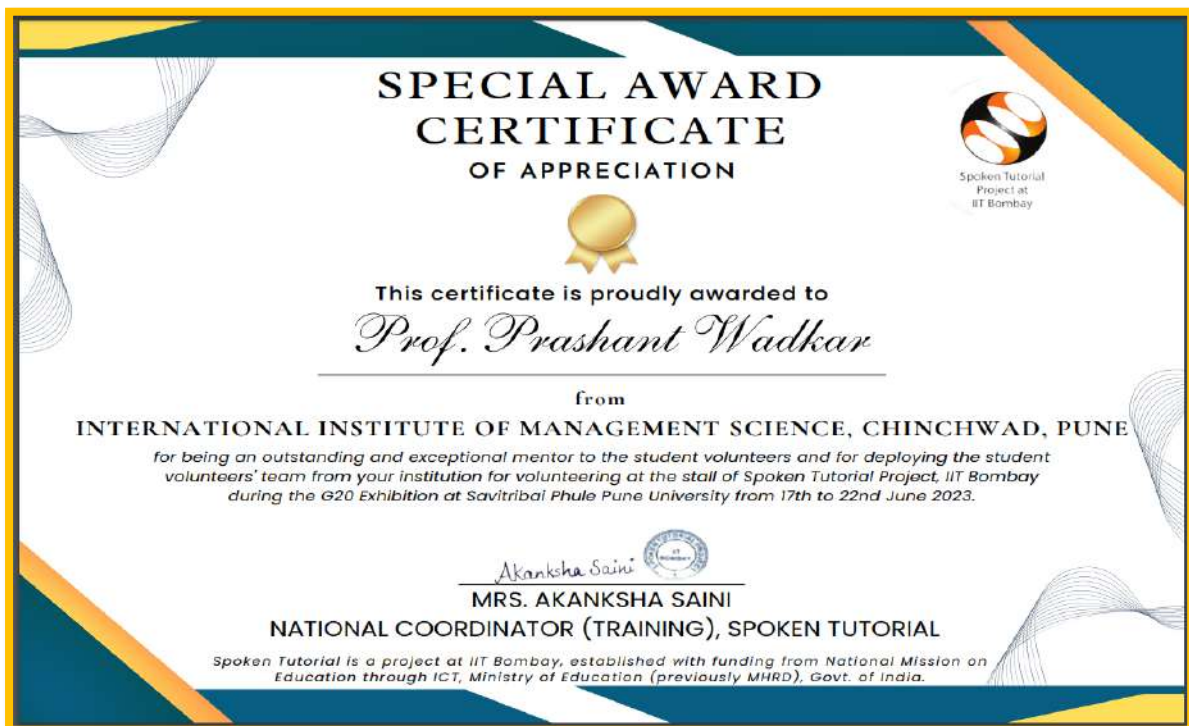 SPECIAL AWARD
CERTIFICATE
OF APPRECIATION
Spoken Tutorial
Project at
IIT Bombay
This certificate is proudly awarded to
Prof. Prashant Wadkar
from
INTERNATIONAL INSTITUTE OF MANAGEMENT SCIENCE, CHINCHWAD, PUNE
for being an outstanding and exceptional mentor to the student volunteers and for deploying the student
volunteers' team from your institution for volunteering at the stall of Spoken Tutorial Project, IIT Bombay
during the G20 Exhibition at Savitribai Phule Pune University from 17th to 22nd June 2023.
Akanksha Saini
IIT
BOMBAY
MRS. AKANKSHA SAINI
NATIONAL COORDINATOR (TRAINING), SPOKEN TUTORIAL
Spoken Tutorial is a project at IIT Bombay, established with funding from National Mission on
Education through ICT, Ministry of Education (previously MHRD), Govt. of India.